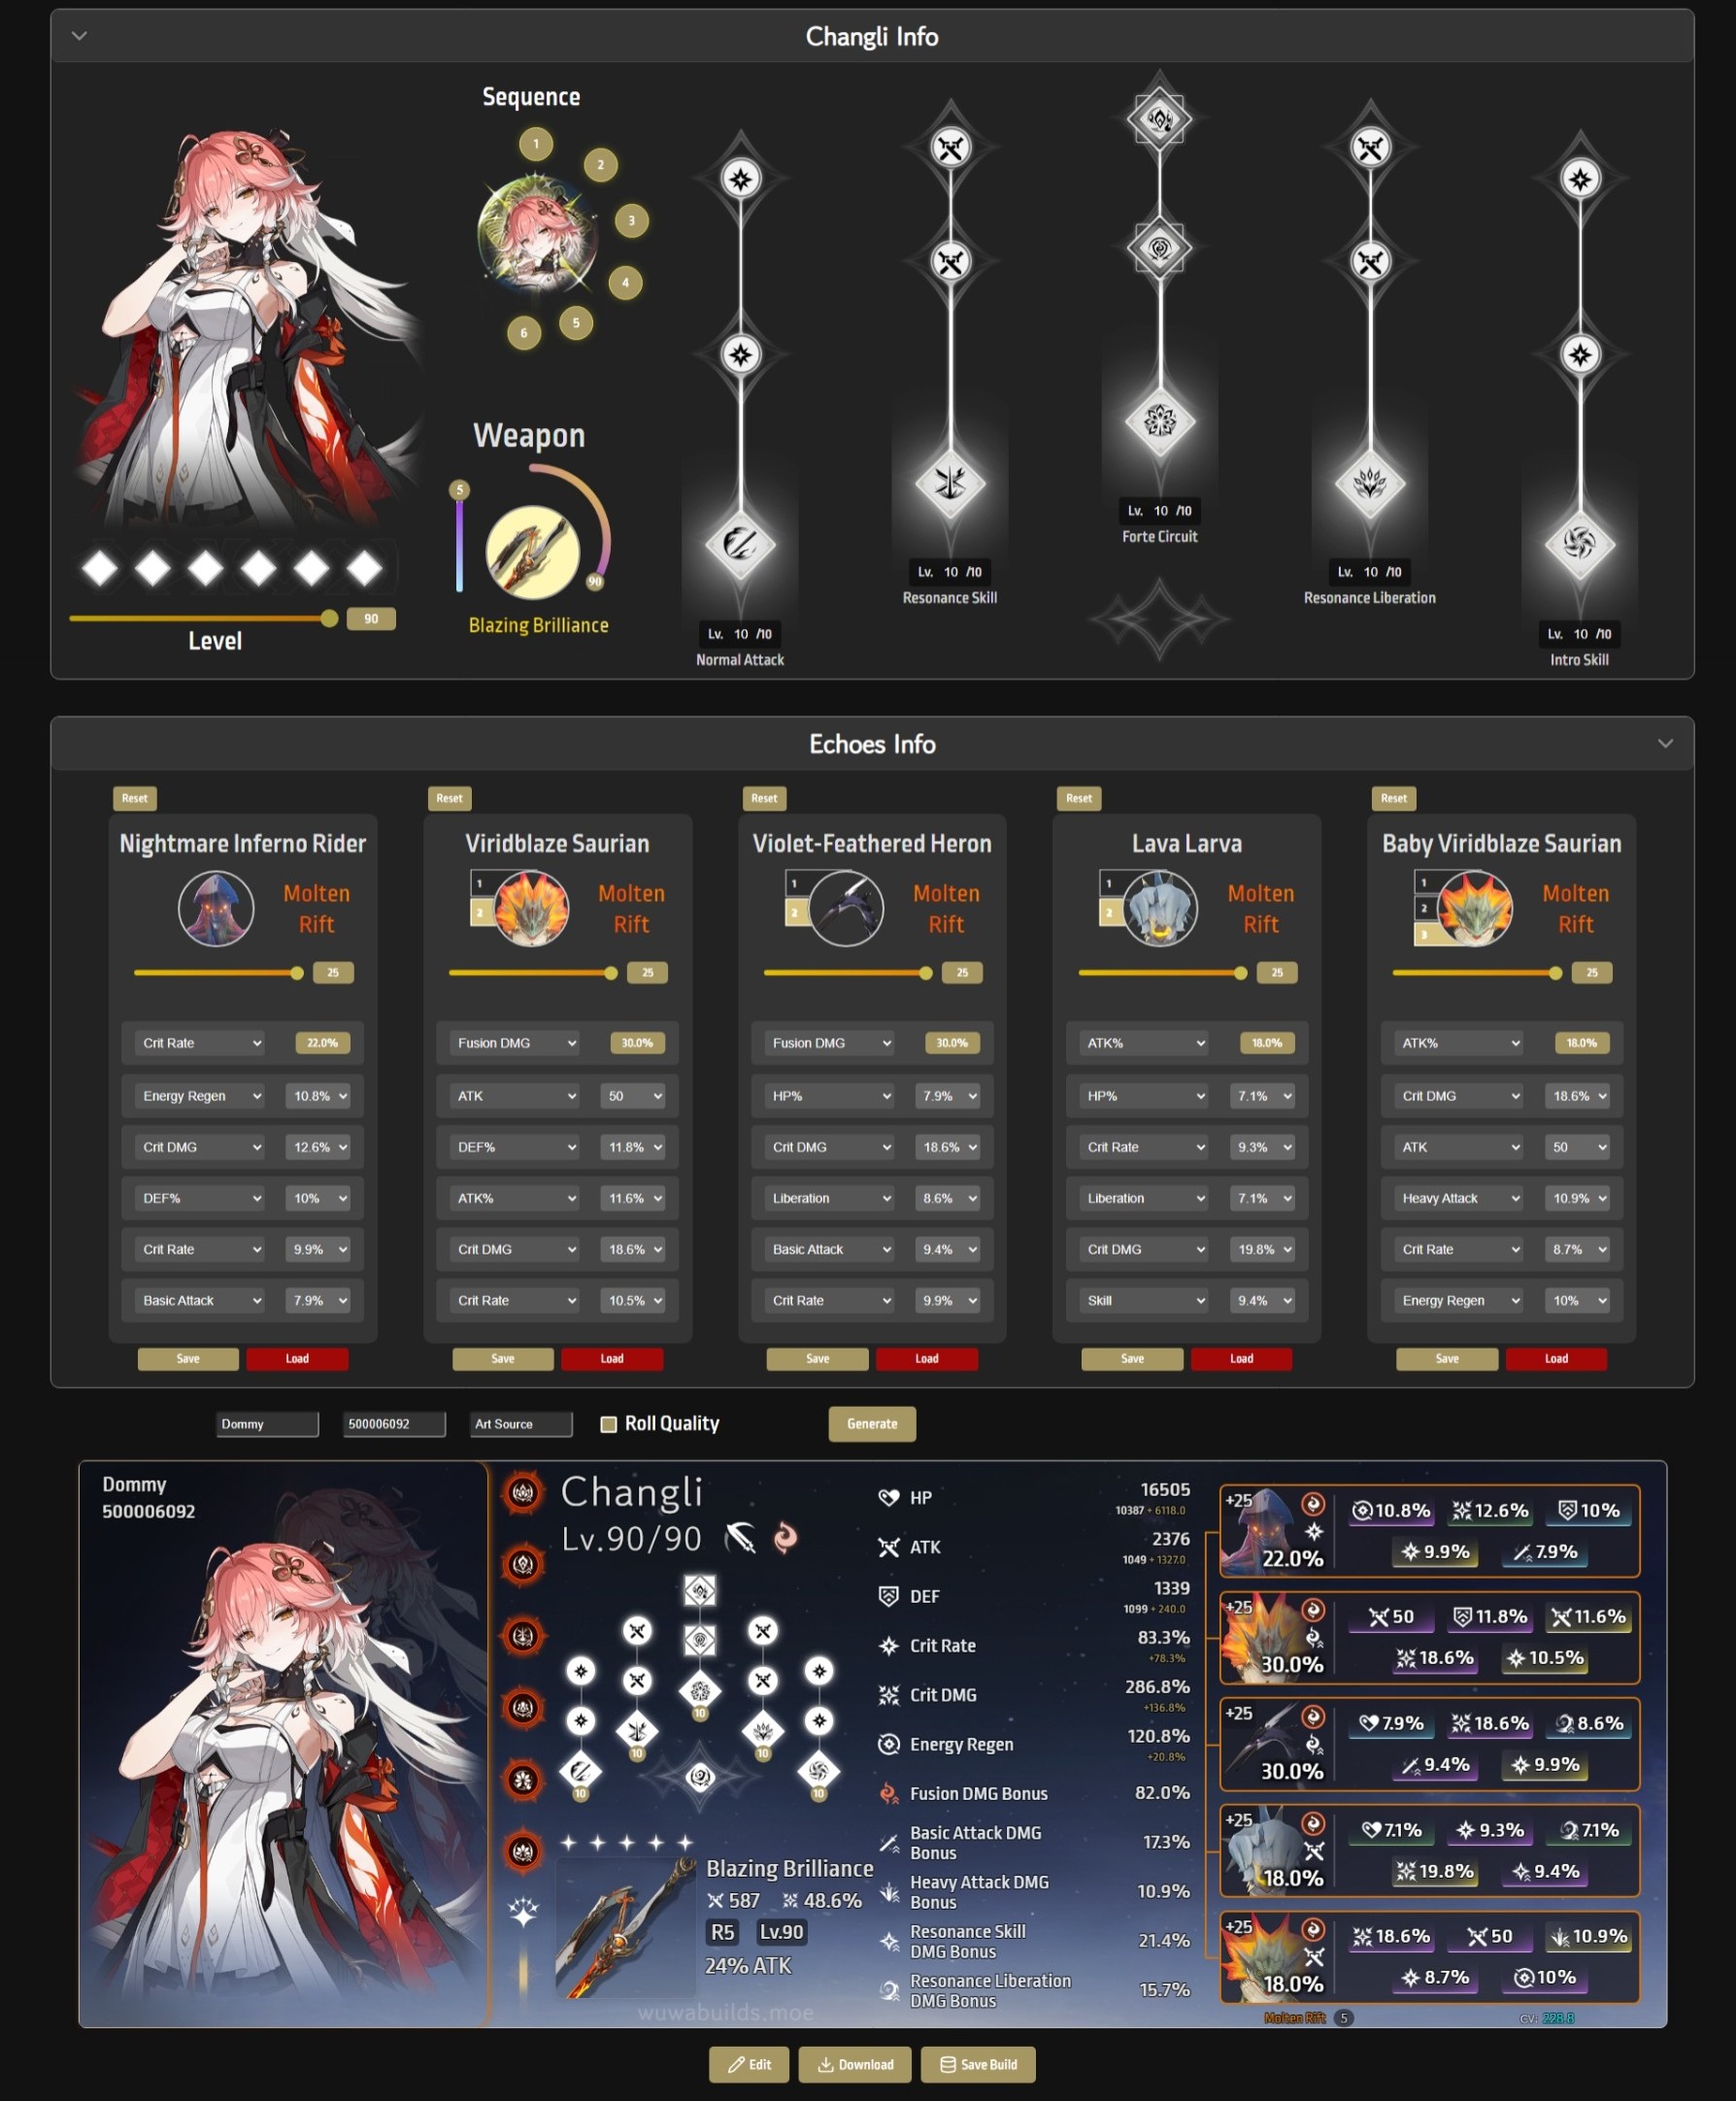 Changli Info
Sequence
1
2
3
4
5
6
Weapon
5
90
Blazing Brilliance
90
Level
Lv. 10 /10
Normal Attack
Lv. 10 /10
Resonance Skill
Lv. 10 /10
Forte Circuit
Lv. 10 /10
Resonance Liberation
Lv. 10 /10
Intro Skill
Echoes Info
Reset
Nightmare Inferno Rider
Molten
Rift
25
Crit Rate 22.0%
Energy Regen 10.8%
Crit DMG 12.6%
DEF% 10%
Crit Rate 9.9%
Basic Attack 7.9%
Save Load
Reset
Viridblaze Saurian
1
2
Molten
Rift
25
Fusion DMG 30.0%
ATK 50
DEF% 11.8%
ATK% 11.6%
Crit DMG 18.6%
Crit Rate 10.5%
Save Load
Reset
Violet-Feathered Heron
1
2
Molten
Rift
25
Fusion DMG 30.0%
HP% 7.9%
Crit DMG 18.6%
Liberation 8.6%
Basic Attack 9.4%
Crit Rate 9.9%
Save Load
Reset
Lava Larva
1
2
Molten
Rift
25
ATK% 18.0%
HP% 7.1%
Crit Rate 9.3%
Liberation 7.1%
Crit DMG 19.8%
Skill 9.4%
Save Load
Reset
Baby Viridblaze Saurian
1
2
3
Molten
Rift
25
ATK% 18.0%
Crit DMG 18.6%
ATK 50
Heavy Attack 10.9%
Crit Rate 8.7%
Energy Regen 10%
Save Load
Dommy 500006092 Art Source Roll Quality Generate
Dommy
500006092
Changli
Lv.90/90
10
10
10
10
10
Blazing Brilliance
587 48.6%
R5 Lv.90
24% ATK
wuwabuilds.moe
HP 16505
10387 + 6118.0
ATK 2376
1049 + 1327.0
DEF 1339
1099 + 240.0
Crit Rate 83.3%
+78.3%
Crit DMG 286.8%
+136.8%
Energy Regen 120.8%
+20.8%
Fusion DMG Bonus 82.0%
Basic Attack DMG
Bonus 17.3%
Heavy Attack DMG
Bonus 10.9%
Resonance Skill
DMG Bonus 21.4%
Resonance Liberation
DMG Bonus 15.7%
+25
22.0%
10.8% 12.6% 10%
9.9% 7.9%
+25
30.0%
50 11.8% 11.6%
18.6% 10.5%
+25
30.0%
7.9% 18.6% 8.6%
9.4% 9.9%
+25
18.0%
7.1% 9.3% 7.1%
19.8% 9.4%
+25
18.0%
18.6% 50 10.9%
8.7% 10%
Molten Rift 5
CV: 228.8
Edit Download Save Build